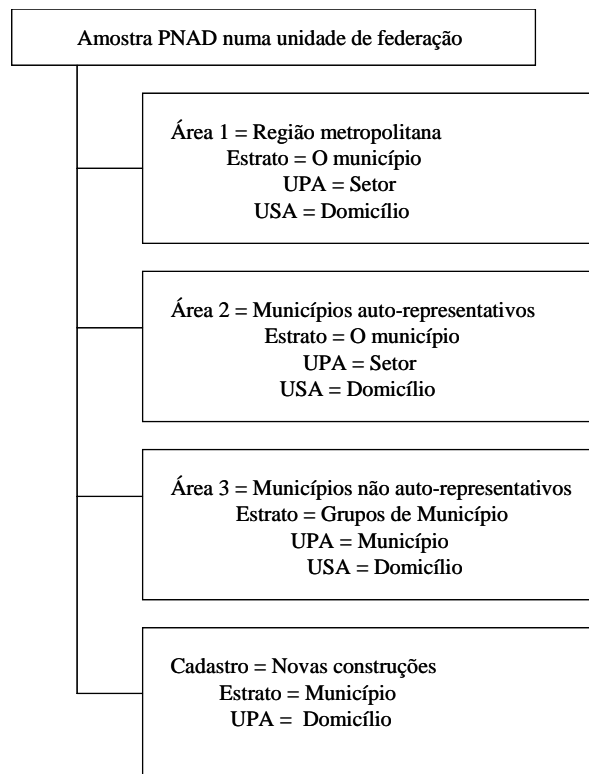 Amostra PNAD numa unidade de federação
Área 1 = Região metropolitana
Estrato = O município
UPA = Setor
USA = Domicílio
Área 2 = Municípios auto-representativos
Estrato = O município
UPA = Setor
USA = Domicílio
Área 3 = Municípios não auto-representativos
Estrato = Grupos de Município
UPA = Município
USA = Domicílio
Cadastro = Novas construções
Estrato = Município
UPA = Domicílio